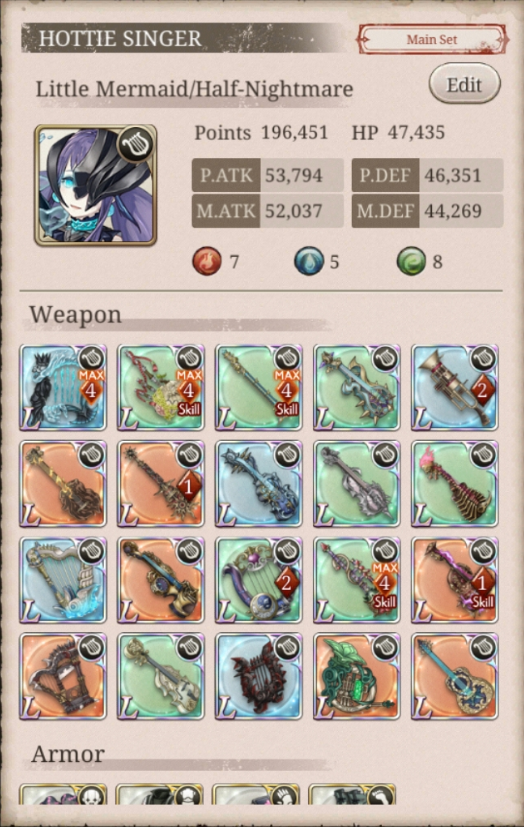 HOTTIE SINGER
Main Set
Little Mermaid/Half-Nightmare
Edit
Points 196,451 HP 47,435
P.ATK 53,794 P.DEF 46,351
M.ATK 52,037 M.DEF 44,269
7 5 8
Weapon
MAX MAX MAX
4 4 4 2
Skill Skill
L L L L L
1
L L L L L
MAX
2 4 1
Skill Skill
L L L L L
L L L L L
Armor